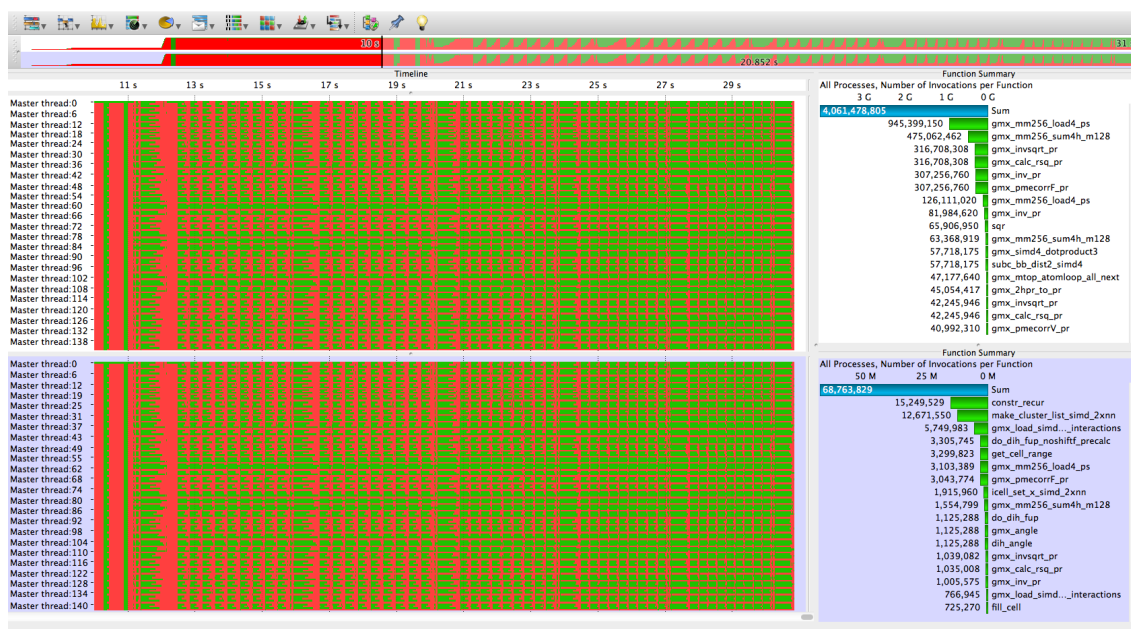 10 s
31
20.852 s
Timeline
11 s 13 s 15 s 17 s 19 s 21 s 23 s 25 s 27 s 29 s
Master thread:0
Master thread:6
Master thread:12
Master thread:18
Master thread:24
Master thread:30
Master thread:36
Master thread:42
Master thread:48
Master thread:54
Master thread:60
Master thread:66
Master thread:72
Master thread:78
Master thread:84
Master thread:90
Master thread:96
Master thread:102
Master thread:108
Master thread:114
Master thread:120
Master thread:126
Master thread:132
Master thread:138
Function Summary
All Processes, Number of Invocations per Function
3 G 2 G 1 G 0 G
4,061,478,805 Sum
945,399,150 gmx_mm256_load4_ps
475,062,462 gmx_mm256_sum4h_m128
316,708,308 gmx_invsqrt_pr
316,708,308 gmx_calc_rsq_pr
307,256,760 gmx_inv_pr
307,256,760 gmx_pmecorrF_pr
126,111,020 gmx_mm256_load4_ps
81,984,620 gmx_inv_pr
65,906,950 sqr
63,368,919 gmx_mm256_sum4h_m128
57,718,175 gmx_simd4_dotproduct3
57,718,175 subc_bb_dist2_simd4
47,177,640 gmx_mtop_atomloop_all_next
45,054,417 gmx_2hpr_to_pr
42,245,946 gmx_invsqrt_pr
42,245,946 gmx_calc_rsq_pr
40,992,310 gmx_pmecorrV_pr
Master thread:0
Master thread:6
Master thread:12
Master thread:19
Master thread:25
Master thread:31
Master thread:37
Master thread:43
Master thread:49
Master thread:55
Master thread:62
Master thread:68
Master thread:74
Master thread:80
Master thread:86
Master thread:92
Master thread:98
Master thread:104
Master thread:110
Master thread:116
Master thread:122
Master thread:128
Master thread:134
Master thread:140
Function Summary
All Processes, Number of Invocations per Function
50 M 25 M 0 M
68,763,829 Sum
15,249,529 constr_recur
12,671,550 make_cluster_list_simd_2xnn
5,749,983 gmx_load_simd..._interactions
3,305,745 do_dih_fup_noshiftf_precalc
3,299,823 get_cell_range
3,103,389 gmx_mm256_load4_ps
3,043,774 gmx_pmecorrF_pr
1,915,960 icell_set_x_simd_2xnn
1,554,799 gmx_mm256_sum4h_m128
1,125,288 do_dih_fup
1,125,288 gmx_angle
1,125,288 dih_angle
1,039,082 gmx_invsqrt_pr
1,035,008 gmx_calc_rsq_pr
1,005,575 gmx_inv_pr
766,945 gmx_load_simd..._interactions
725,270 fill_cell